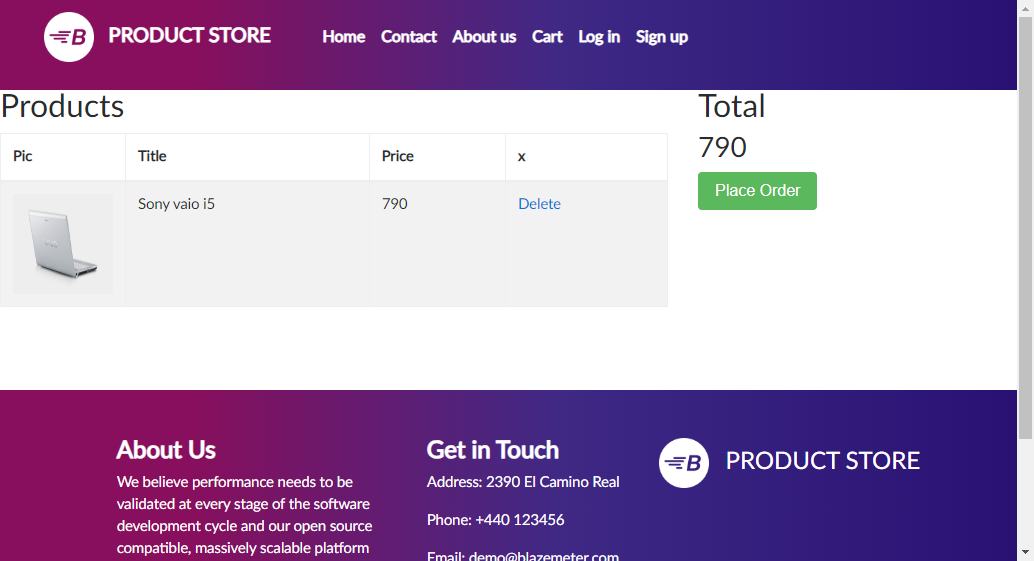 B PRODUCT STORE Home Contact About us Cart Log in Sign up
Products
Pic Title Price x
Sony vaio i5 790 Delete
Total
790
Place Order
About Us
We believe performance needs to be
validated at every stage of the software
development cycle and our open source
compatible, massively scalable platform
Get in Touch
Address: 2390 El Camino Real
Phone: +440 123456
Email: demo@blazemeter.com
B PRODUCT STORE